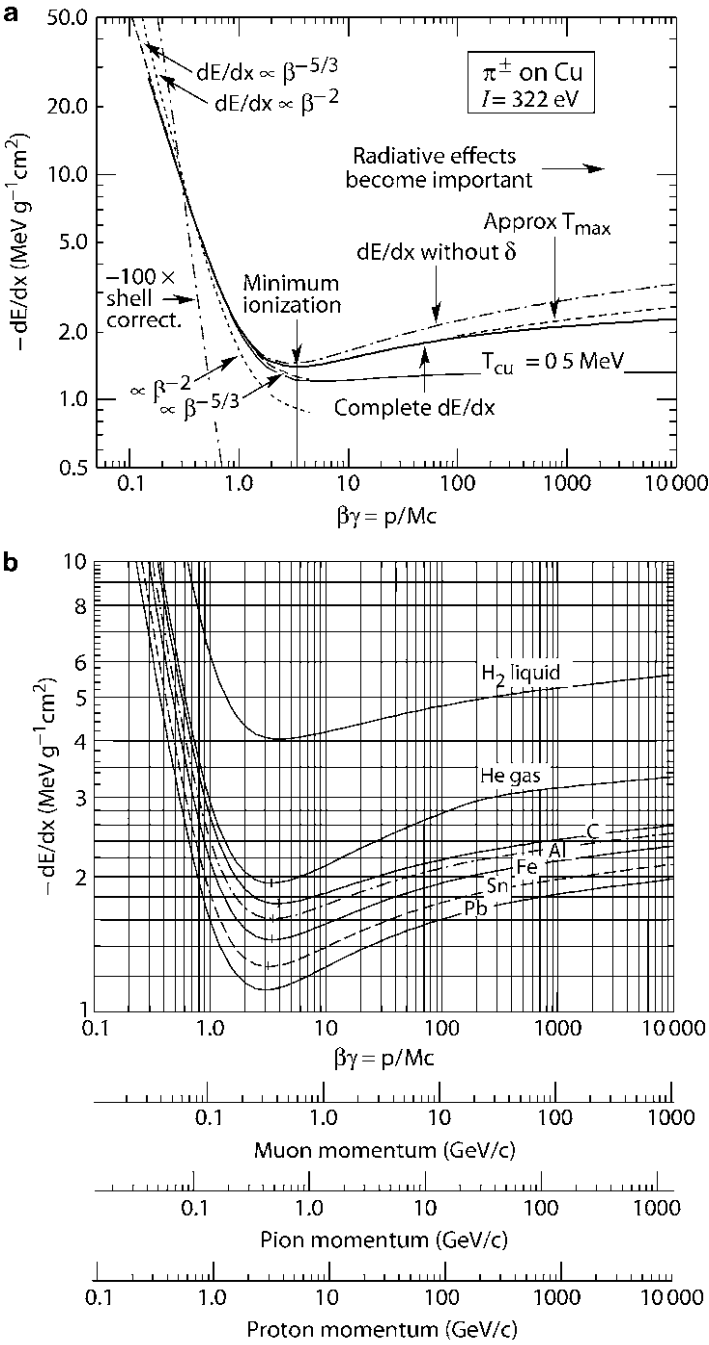 a
50.0
dE/dx ∝ β−5/3
dE/dx ∝ β−2
π± on Cu
I = 322 eV
20.0
10.0
Radiative effects
become important
Approx Tmax
5.0
dE/dx without δ
−100 ×
shell
correct.
Minimum
ionization
2.0
∝ β−2
∝ β−5/3
Tcu = 0 5 MeV
1.0
Complete dE/dx
0.5
− dE/dx (MeV g−1cm2)
0.1 1.0 10 100 1000 10 000
βγ = p/Mc
b
10
8
6
5
4
3
2
1
− dE/dx (MeV g−1cm2)
H2 liquid
He gas
C
Al
Fe
Sn
Pb
0.1 1.0 10 100 1000 10 000
βγ = p/Mc
0.1 1.0 10 100 1000
Muon momentum (GeV/c)
0.1 1.0 10 100 1000
Pion momentum (GeV/c)
0.1 1.0 10 100 1000 10 000
Proton momentum (GeV/c)